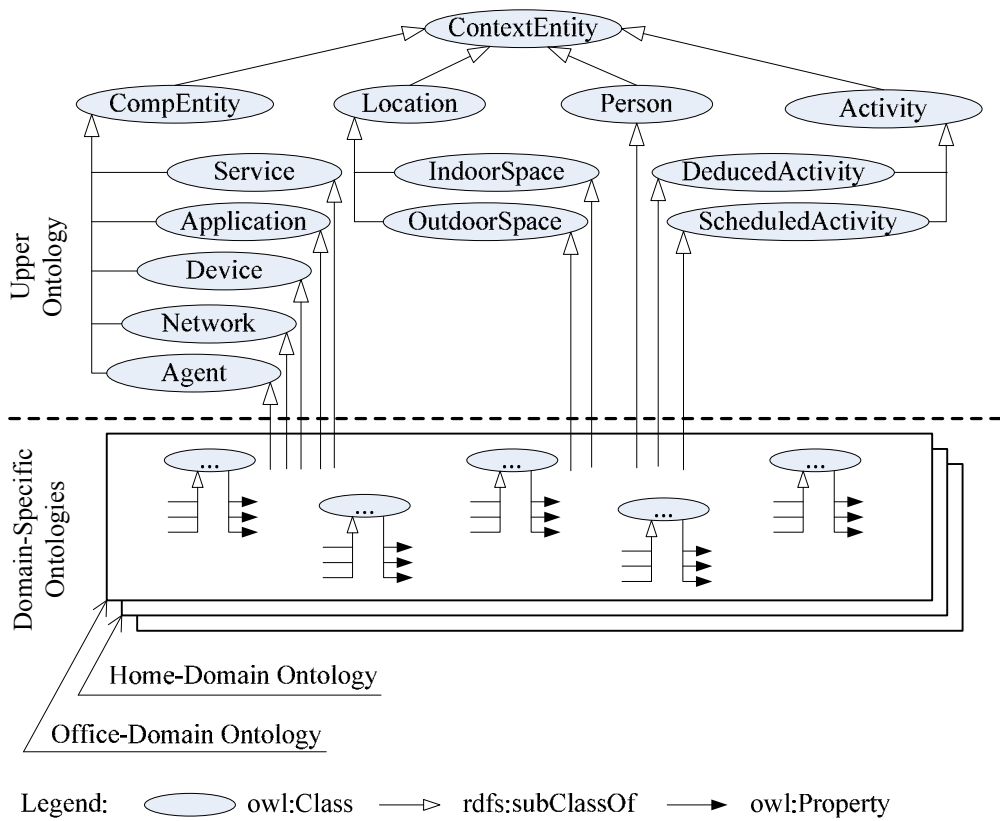 ContextEntity
CompEntity
Location
Person
Activity
Service
IndoorSpace
DeducedActivity
Application
OutdoorSpace
ScheduledActivity
Device
Network
Agent
Upper
Ontology
Domain-Specific
Ontologies
...
...
...
...
...
Home-Domain Ontology
Office-Domain Ontology
Legend: owl:Class rdfs:subClassOf owl:Property